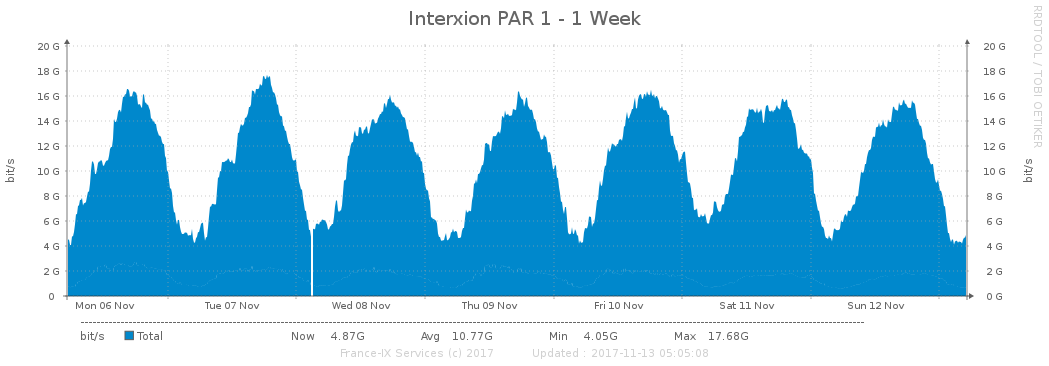 Interxion PAR 1 - 1 Week
RRDTOOL / TOBI OETIKER
bit/s
bit/s
20 G 20 G
18 G 18 G
16 G 16 G
14 G 14 G
12 G 12 G
10 G 10 G
8 G 8 G
6 G 6 G
4 G 4 G
2 G 2 G
0 0 G
Mon 06 Nov Tue 07 Nov Wed 08 Nov Thu 09 Nov Fri 10 Nov Sat 11 Nov Sun 12 Nov
bit/s Total Now 4.87G Avg 10.77G Min 4.05G Max 17.68G
France-IX Services (c) 2017 Updated : 2017-11-13 05:05:08